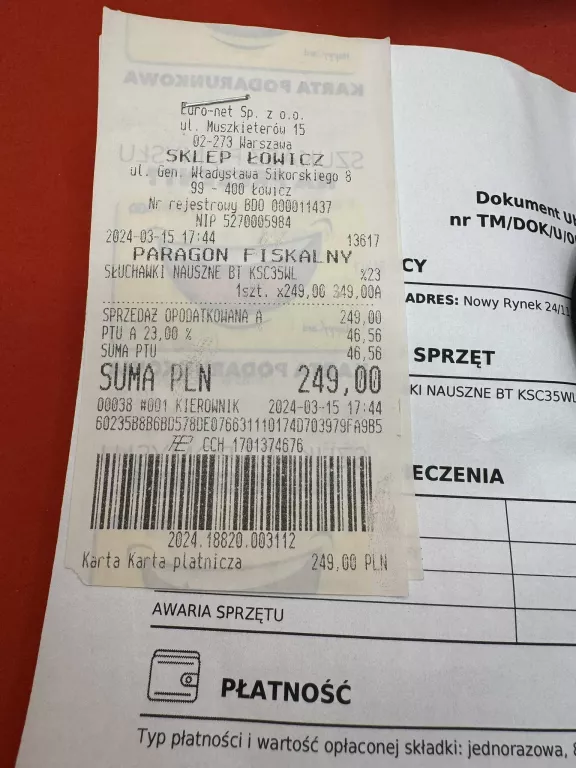 KARTA PODARUNKOWA
Euro-net Sp. z o.o.
ul. Muszkieterów 15
02-273 Warszawa
SKLEP ŁOWICZ
ul. Gen. Władysława Sikorskiego 8
99 - 400 Łowicz
Nr rejestrowy BDO 000011437
NIP 5270005984
2024-03-15 17:44 13617
PARAGON FISKALNY
SŁUCHAWKI NAUSZNE BT KSC35WL %23
1szt. x249,00 349,00A
SPRZEDAŻ OPODATKOWANA A 249,00
PTU A 23,00 % 46,56
SUMA PTU 46,56
SUMA PLN 249,00
00038 #001 KIEROWNIK 2024-03-15 17:44
60235B8B6BD578DE076631110174D703979FA9B5
CCH 1701374676
2024.18820.003112
Karta Karta płatnicza 249,00 PLN
Dokument
nr TM/DOK/U/0
CY
ADRES: Nowy Rynek 24/11
SPRZĘT
KI NAUSZNE BT KSC35WL
ECZENIA
AWARIA SPRZĘTU
PŁATNOŚĆ
Typ płatności i wartość opłaconej składki: jednorazowa,